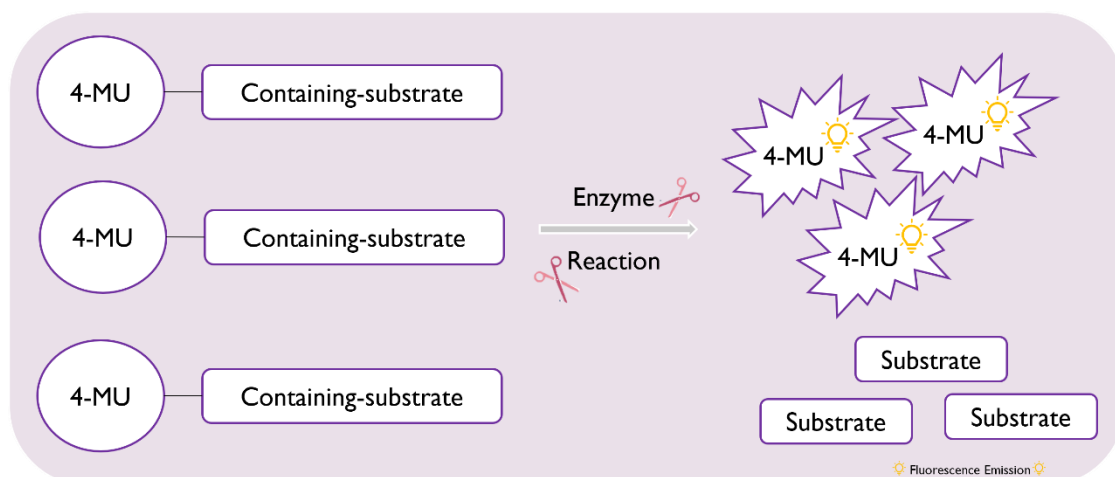 4-MU
Containing-substrate
4-MU
Containing-substrate
4-MU
Containing-substrate
Enzyme
Reaction
4-MU
4-MU
4-MU
Substrate
Substrate
Substrate
Fluorescence Emission